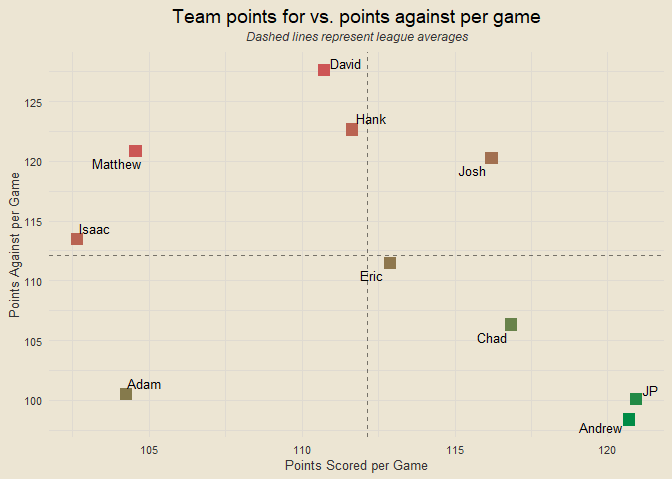 Team points for vs. points against per game
Dashed lines represent league averages
David
125
Hank
120
Matthew
Josh
115
Isaac
Points Against per Game
110
Eric
105
Chad
Adam
100
JP
Andrew
105
110
115
120
Points Scored per Game